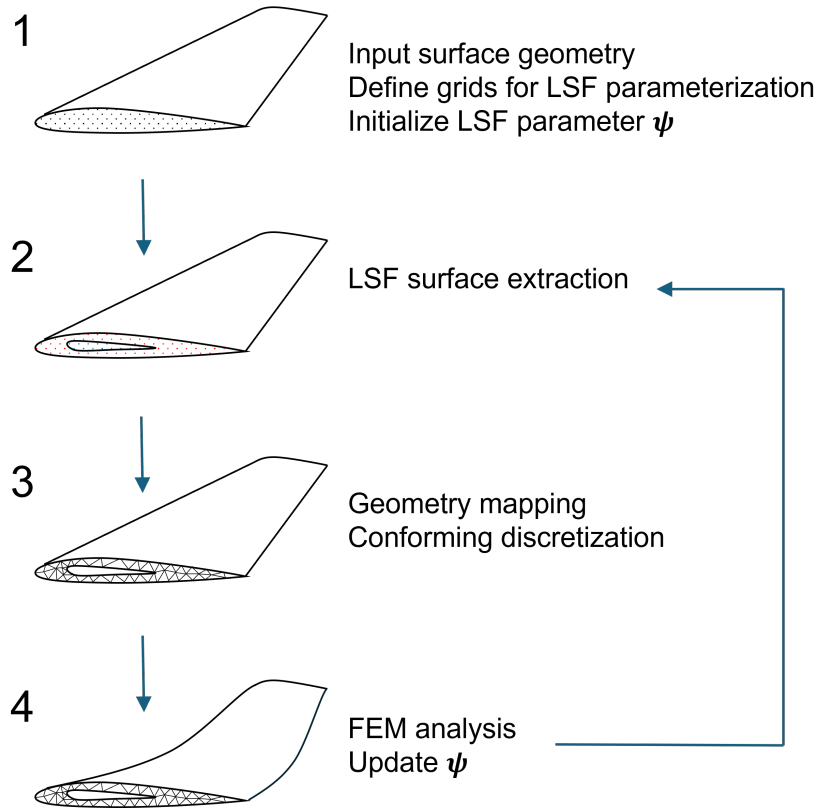 1
Input surface geometry
Define grids for LSF parameterization
Initialize LSF parameter ψ
2
LSF surface extraction
3
Geometry mapping
Conforming discretization
4
FEM analysis
Update ψ